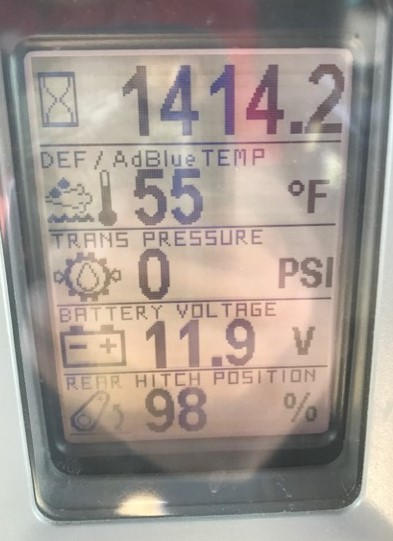 1414.2
DEF / AdBlue TEMP
55 °F
TRANS PRESSURE
0 PSI
BATTERY VOLTAGE
11.9 V
REAR HITCH POSITION
98 %